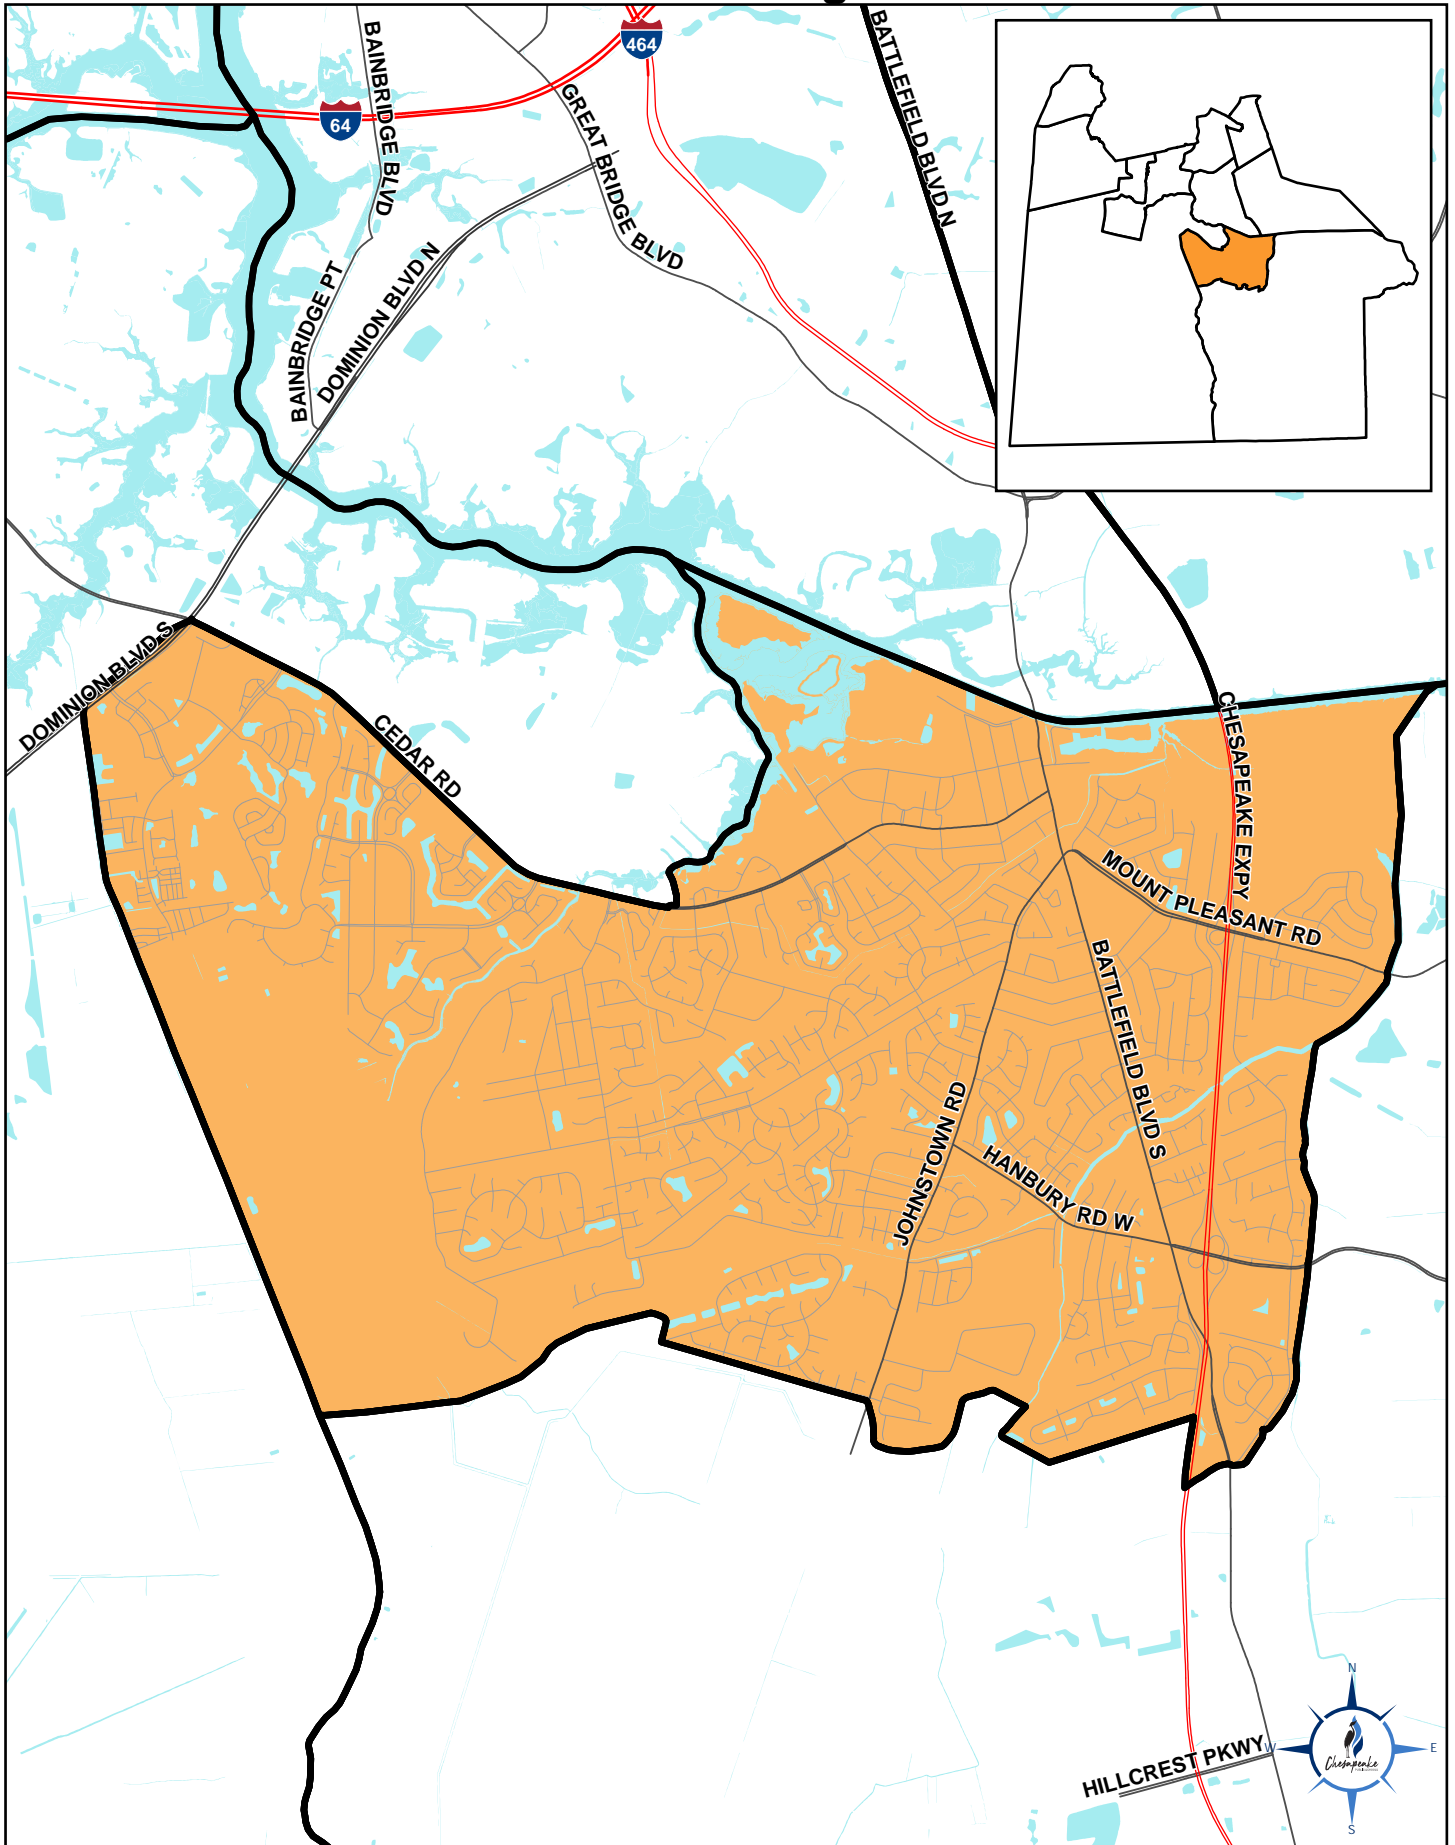 464
BATTLEFIELD BLVD N
BAINBRIDGE BLVD
64
GREAT BRIDGE BLVD
DOMINION BLVD N
BAINBRIDGE PT
DOMINION BLVD S
CEDAR RD
CHESAPEAKE EXPY
MOUNT PLEASANT RD
BATTLEFIELD BLVD S
JOHNSTOWN RD
HANBURY RD W
HILLCREST PKWY
N
W
E
S
Chesapeake